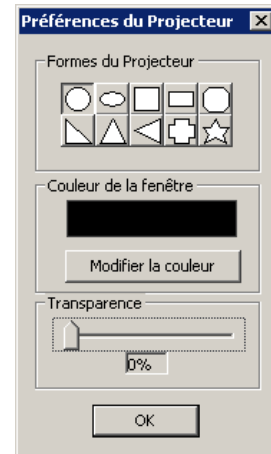 Préférences du Projecteur
Formes du Projecteur
Couleur de la fenêtre
Modifier la couleur
Transparence
0%
OK